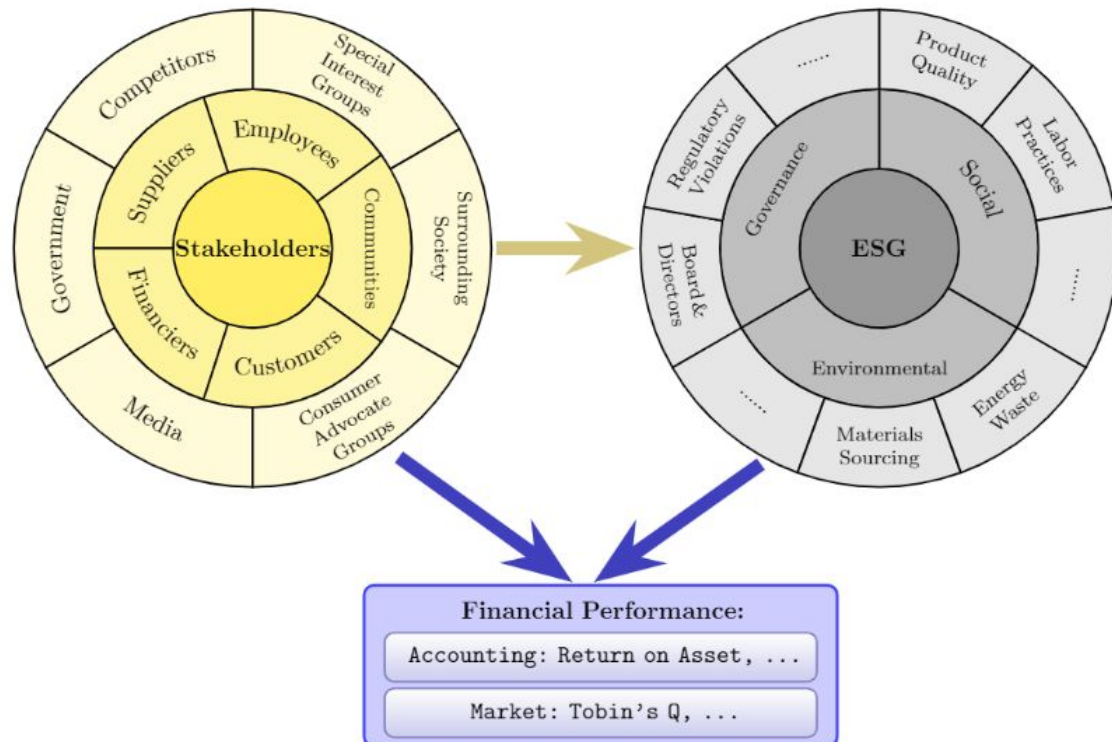 Stakeholders
Employees
Communities
Customers
Financiers
Suppliers
Special
Interest
Groups
Surrounding
Society
Consumer
Advocate
Groups
Media
Government
Competitors
ESG
Social
Environmental
Governance
Product
Quality
Labor
Practices
......
Energy
Waste
Materials
Sourcing
......
Board &
Directors
Regulatory
Violations
......
Financial Performance:
Accounting: Return on Asset, ...
Market: Tobin's Q, ...